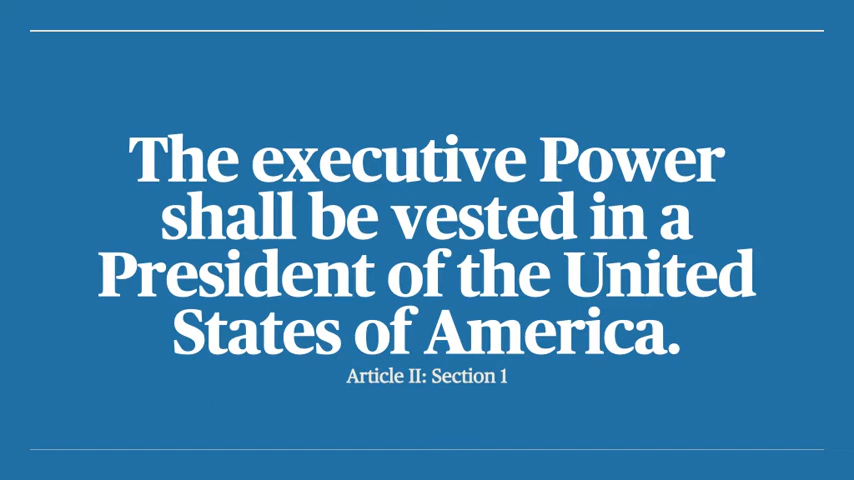 The executive Power
shall be vested in a
President of the United
States of America.
Article II: Section 1